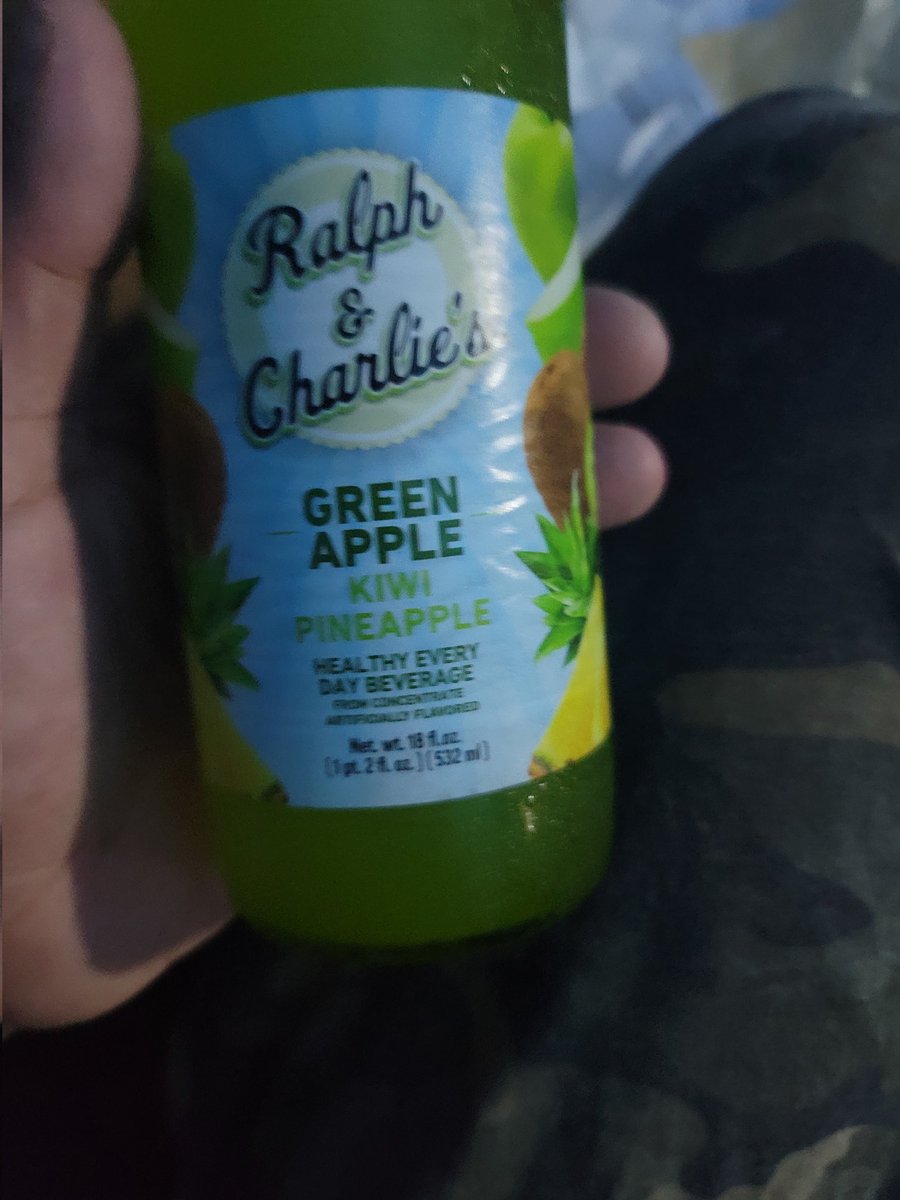 Ralph
&
Charlie's
GREEN
APPLE
KIWI
PINEAPPLE
HEALTHY EVERY
DAY BEVERAGE
FROM CONCENTRATE
ARTIFICIALLY FLAVORED
Net. wt. 18 fl.oz.
(1 pt. 2 fl. oz.) (532 ml)